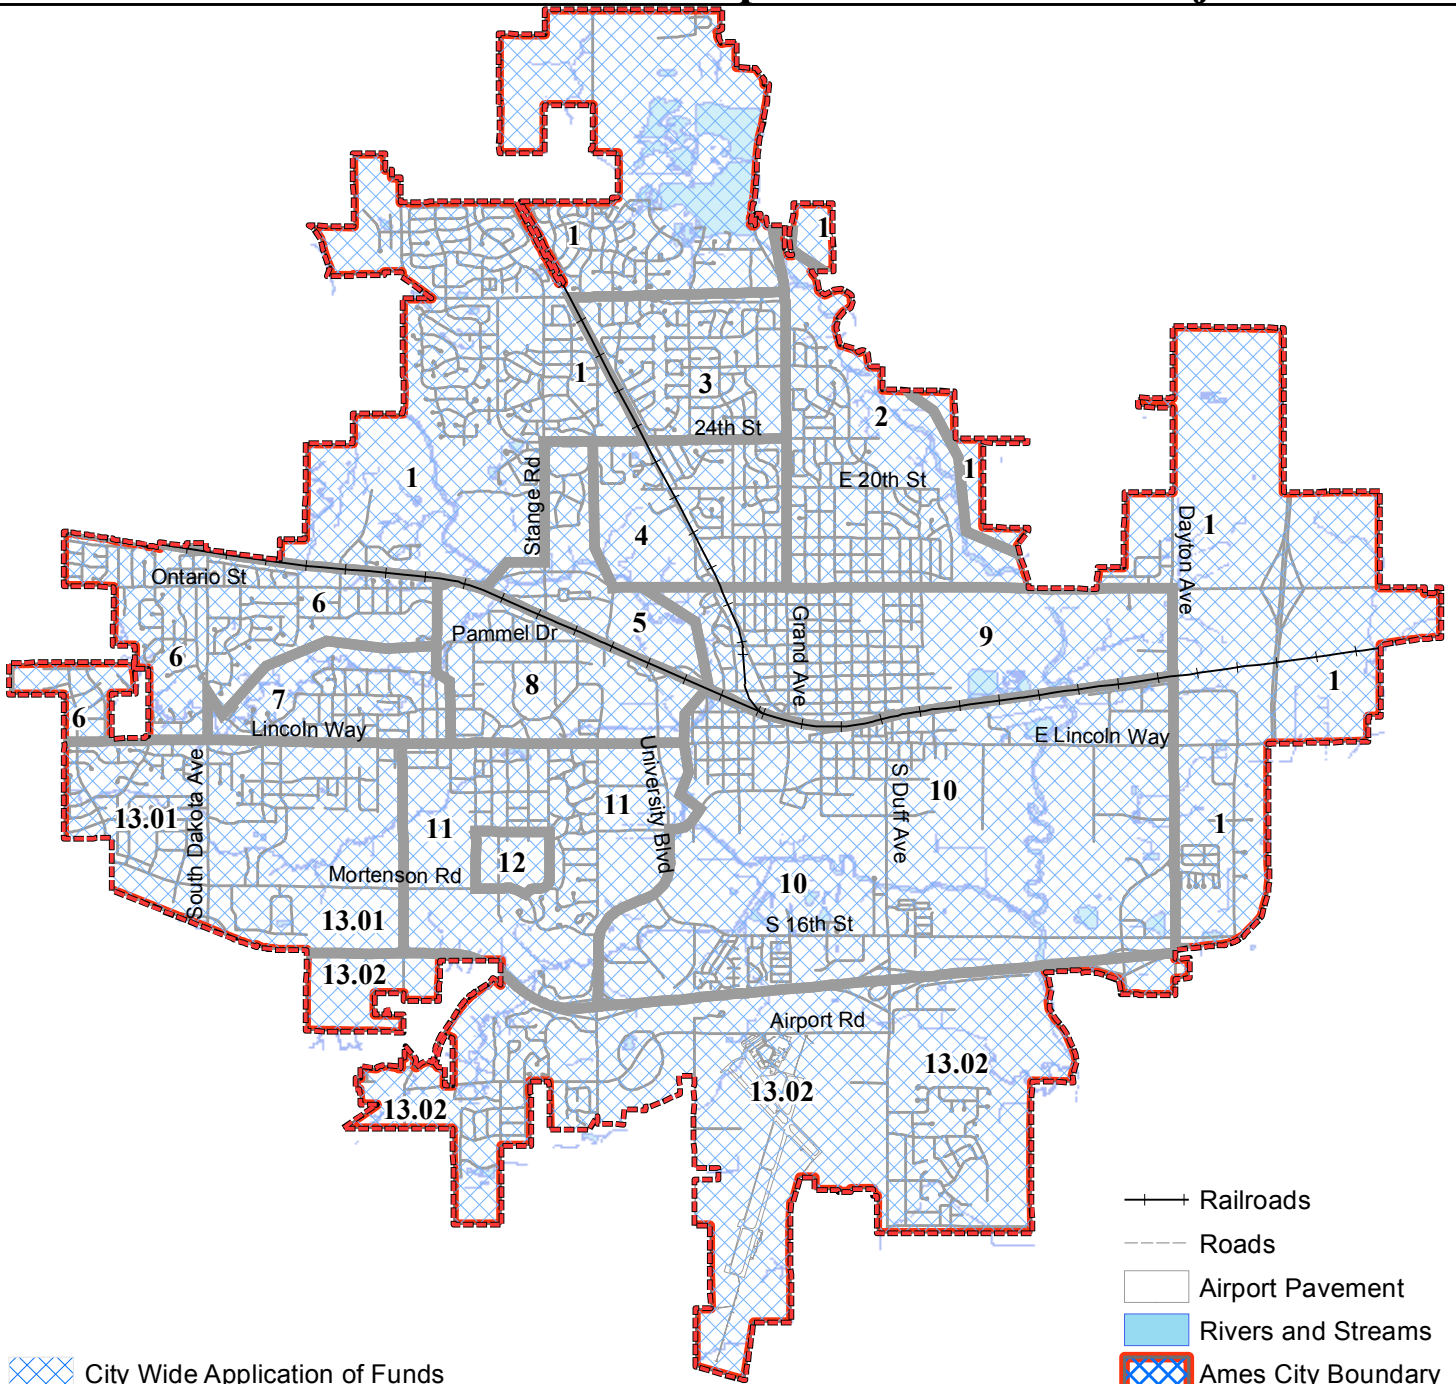 1
1
1
3
2
24th St
1
1
E 20th St
Stange Rd
1
Dayton Ave
4
Ontario St
6
5
Pammel Dr
Grand Ave
9
6
8
1
7
6
Lincoln Way
E Lincoln Way
South Dakota Ave
University Blvd
S Duff Ave
10
13.01
11
11
1
12
Mortenson Rd
10
13.01
S 16th St
13.02
Airport Rd
13.02
13.02
13.02
Railroads
Roads
Airport Pavement
Rivers and Streams
City Wide Application of Funds
Ames City Boundary